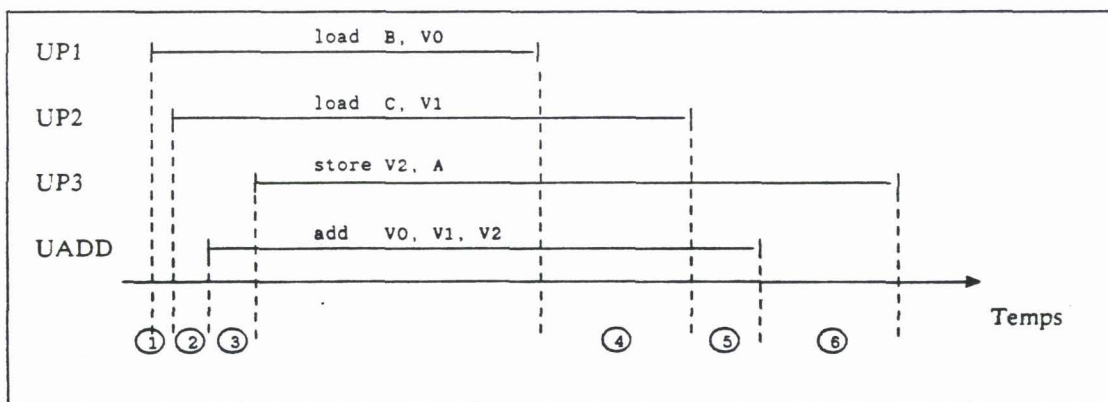 UP1 load B, V0
UP2 load C, V1
UP3 store V2, A
UADD add V0, V1, V2
Temps
1 2 3 4 5 6